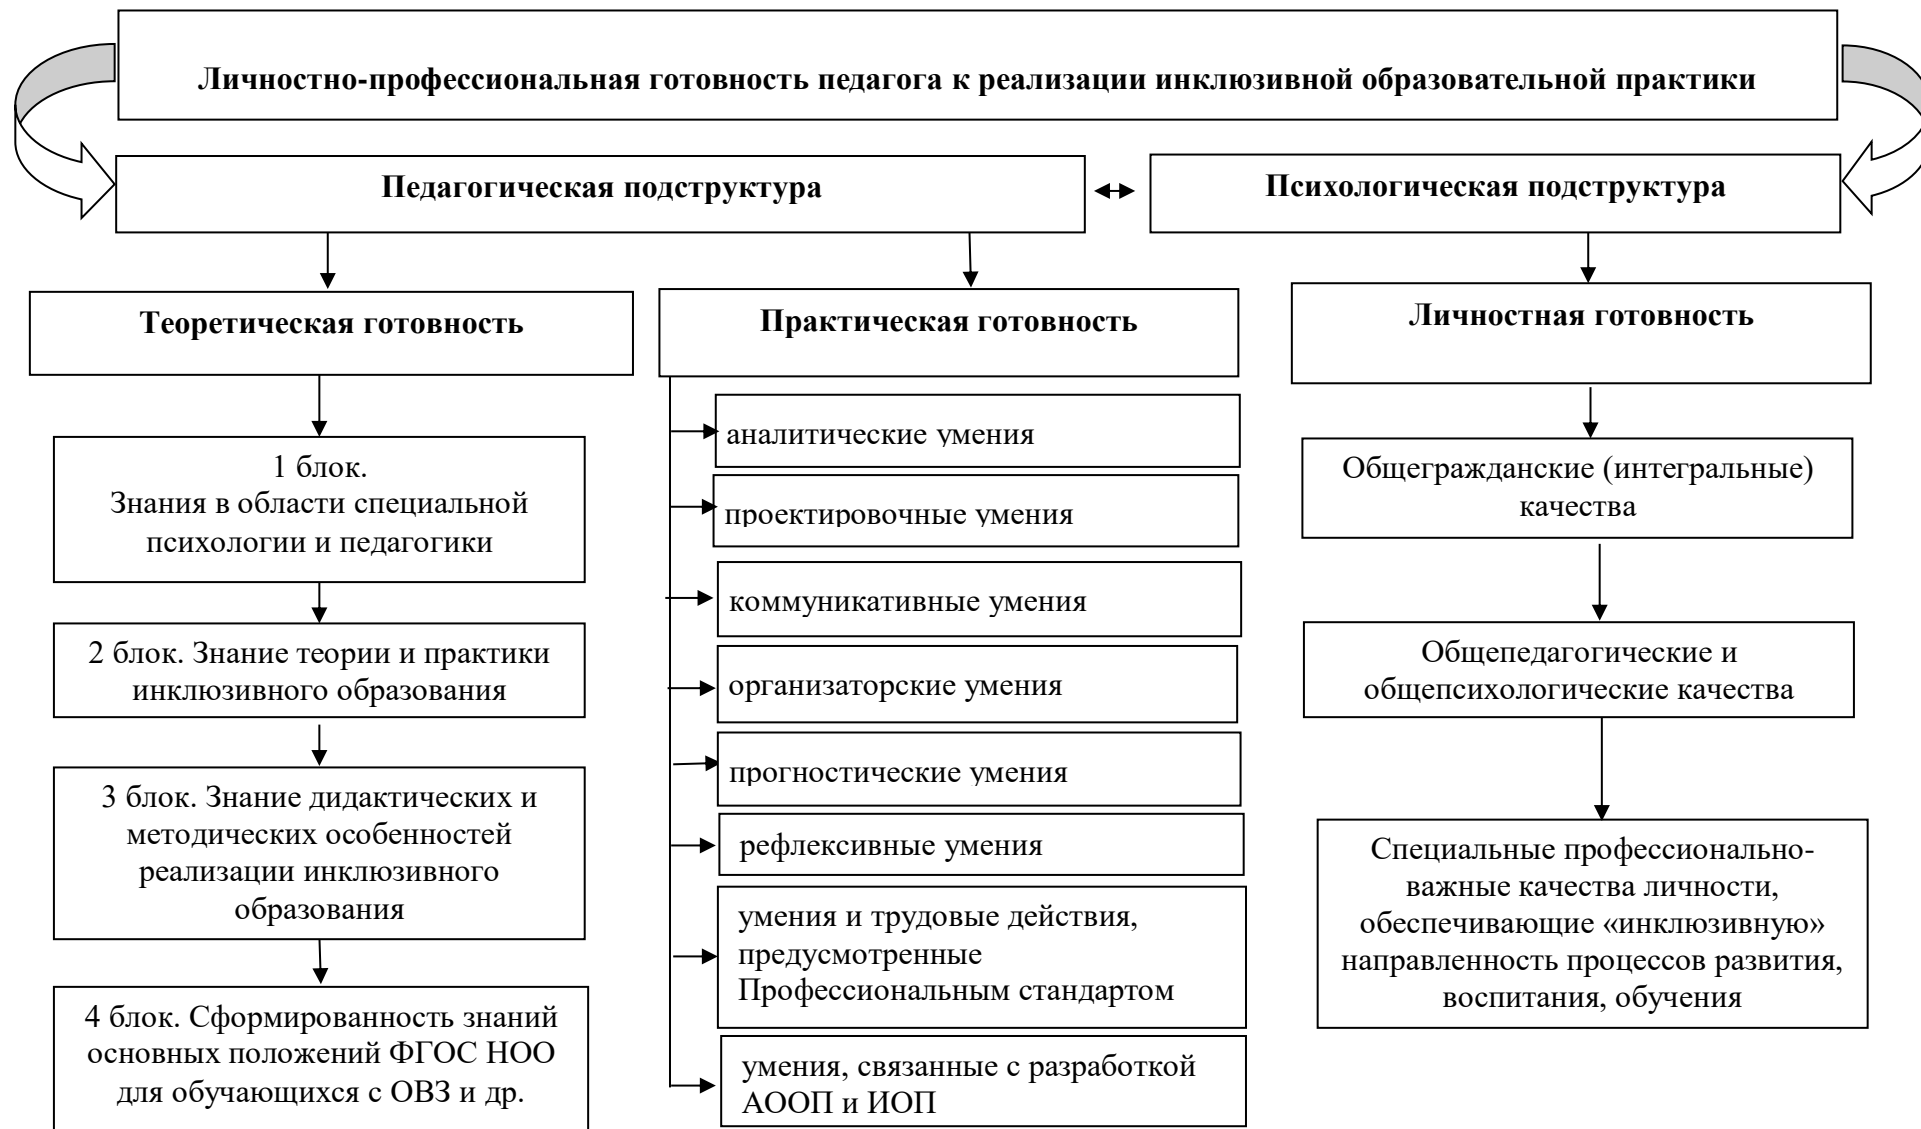 Личностно-профессиональная готовность педагога к реализации инклюзивной образовательной практики
Педагогическая подструктура
Психологическая подструктура
Теоретическая готовность
Практическая готовность
Личностная готовность
1 блок.
Знания в области специальной
психологии и педагогики
2 блок. Знание теории и практики
инклюзивного образования
3 блок. Знание дидактических и
методических особенностей
реализации инклюзивного
образования
4 блок. Сформированность знаний
основных положений ФГОС НОО
для обучающихся с ОВЗ и др.
аналитические умения
проектировочные умения
коммуникативные умения
организаторские умения
прогностические умения
рефлексивные умения
умения и трудовые действия,
предусмотренные
Профессиональным стандартом
умения, связанные с разработкой
АООП и ИОП
Общегражданские (интегральные)
качества
Общепедагогические и
общепсихологические качества
Специальные профессионально-
важные качества личности,
обеспечивающие «инклюзивную»
направленность процессов развития,
воспитания, обучения